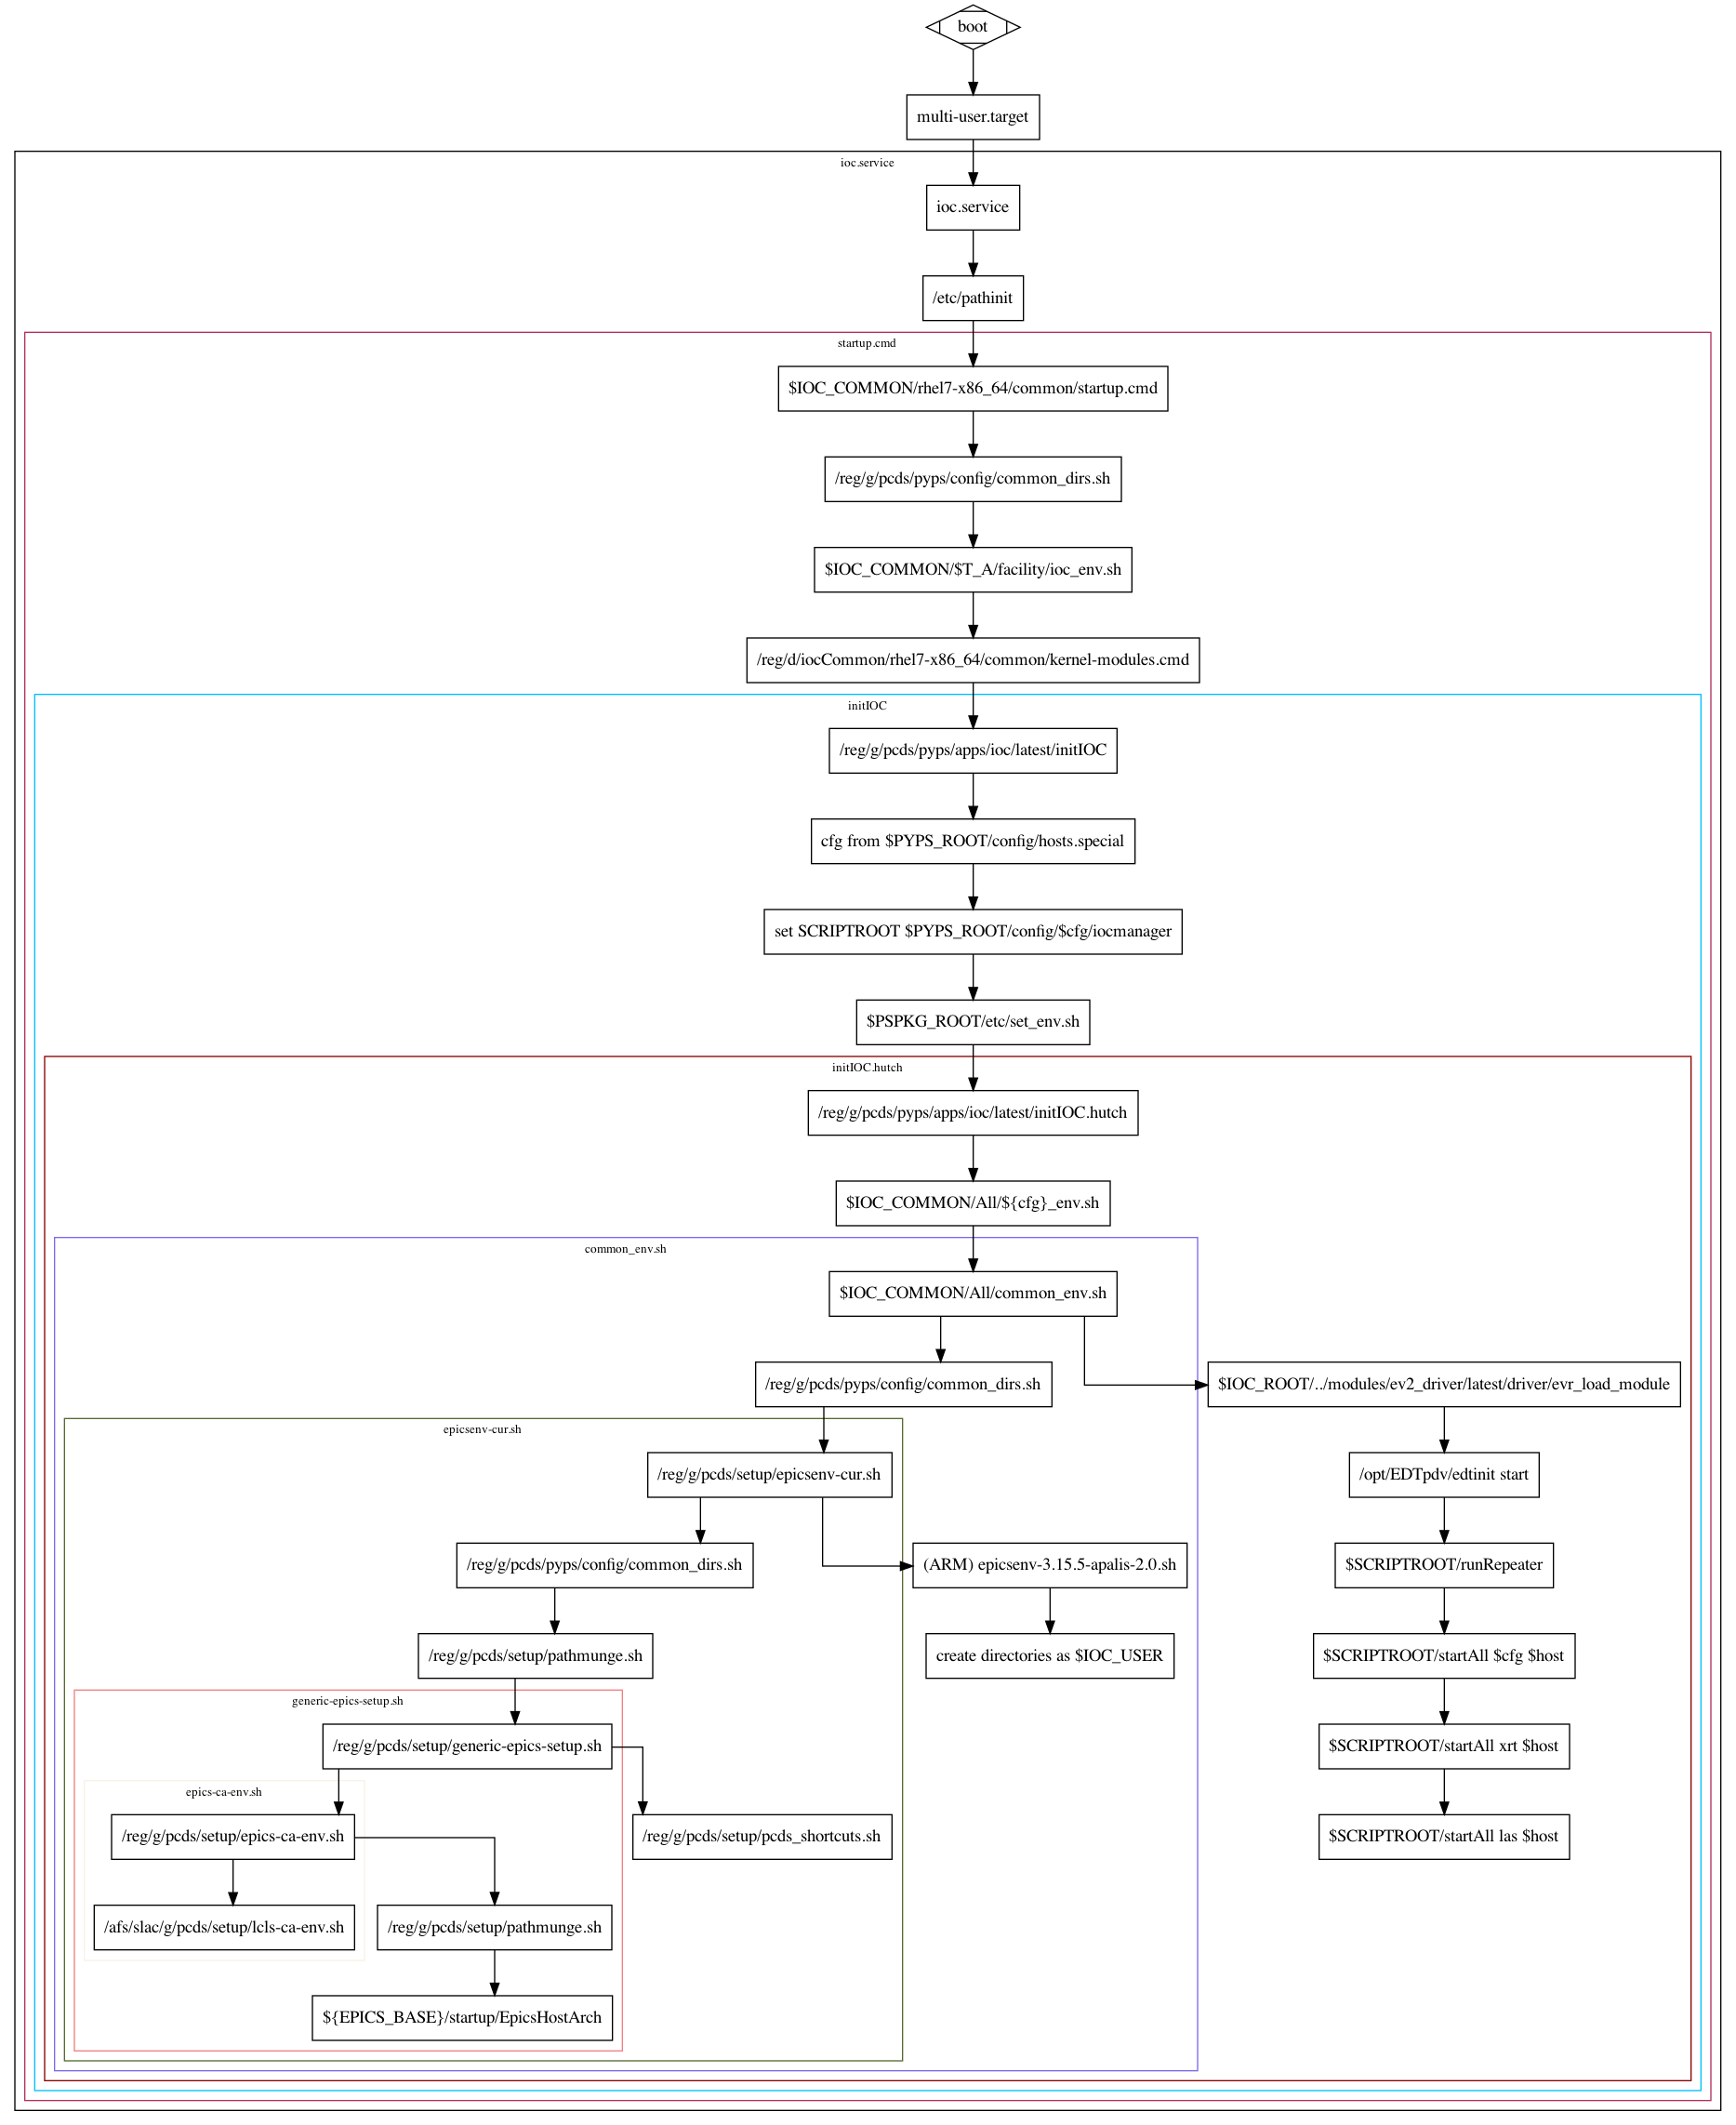 boot
multi-user.target
ioc.service
ioc.service
/etc/pathinit
startup.cmd
$IOC_COMMON/rhel7-x86_64/common/startup.cmd
/reg/g/pcds/pyps/config/common_dirs.sh
$IOC_COMMON/$T_A/facility/ioc_env.sh
/reg/d/iocCommon/rhel7-x86_64/common/kernel-modules.cmd
initIOC
/reg/g/pcds/pyps/apps/ioc/latest/initIOC
cfg from $PYPS_ROOT/config/hosts.special
set SCRIPTROOT $PYPS_ROOT/config/$cfg/iocmanager
$PSPKG_ROOT/etc/set_env.sh
initIOC.hutch
/reg/g/pcds/pyps/apps/ioc/latest/initIOC.hutch
$IOC_COMMON/All/${cfg}_env.sh
common_env.sh
$IOC_COMMON/All/common_env.sh
/reg/g/pcds/pyps/config/common_dirs.sh
$IOC_ROOT/../modules/ev2_driver/latest/driver/evr_load_module
epicsenv-cur.sh
/reg/g/pcds/setup/epicsenv-cur.sh
/opt/EDTpdv/edtinit start
/reg/g/pcds/pyps/config/common_dirs.sh
(ARM) epicsenv-3.15.5-apalis-2.0.sh
$SCRIPTROOT/runRepeater
/reg/g/pcds/setup/pathmunge.sh
create directories as $IOC_USER
$SCRIPTROOT/startAll $cfg $host
generic-epics-setup.sh
/reg/g/pcds/setup/generic-epics-setup.sh
$SCRIPTROOT/startAll xrt $host
epics-ca-env.sh
/reg/g/pcds/setup/epics-ca-env.sh
/reg/g/pcds/setup/pcds_shortcuts.sh
$SCRIPTROOT/startAll las $host
/afs/slac/g/pcds/setup/lcls-ca-env.sh
/reg/g/pcds/setup/pathmunge.sh
${EPICS_BASE}/startup/EpicsHostArch